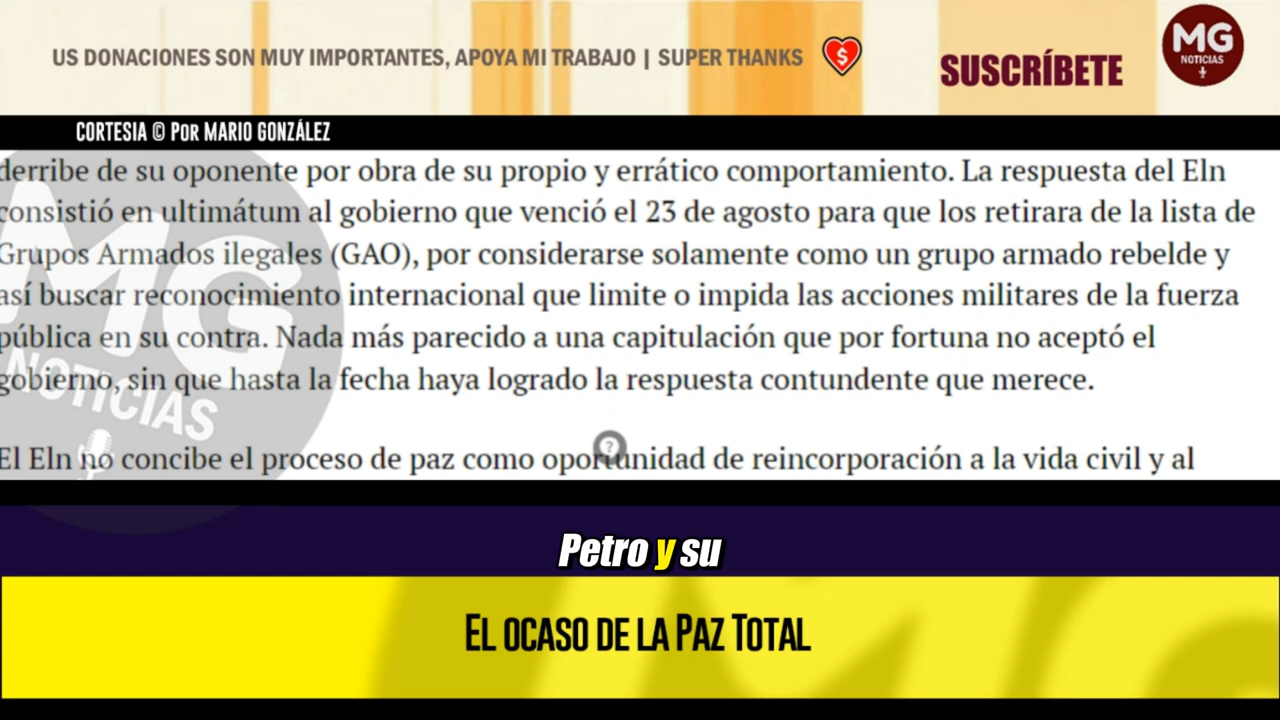 US DONACIONES SON MUY IMPORTANTES, APOYA MI TRABAJO | SUPER THANKS
$
SUSCRÍBETE
MG
NOTICIAS
CORTESIA © POR MARIO GONZÁLEZ
derribe de su oponente por obra de su propio y errático comportamiento. La respuesta del Eln
consistió en ultimátum al gobierno que venció el 23 de agosto para que los retirara de la lista de
Grupos Armados ilegales (GAO), por considerarse solamente como un grupo armado rebelde y
así buscar reconocimiento internacional que limite o impida las acciones militares de la fuerza
pública en su contra. Nada más parecido a una capitulación que por fortuna no aceptó el
gobierno, sin que hasta la fecha haya logrado la respuesta contundente que merece.
El Eln no concibe el proceso de paz como oportunidad de reincorporación a la vida civil y al
MG
NOTICIAS
?
Petro y su
EL OCASO DE LA PAZ TOTAL